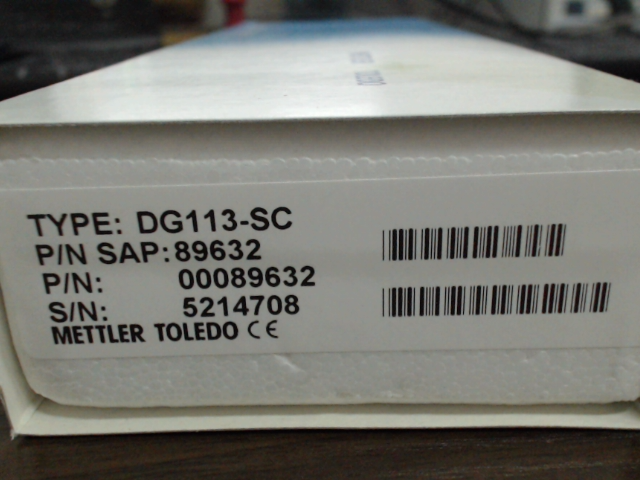 TYPE: DG113-SC
P/N SAP: 89632
P/N: 00089632
S/N: 5214708
METTLER TOLEDO CE